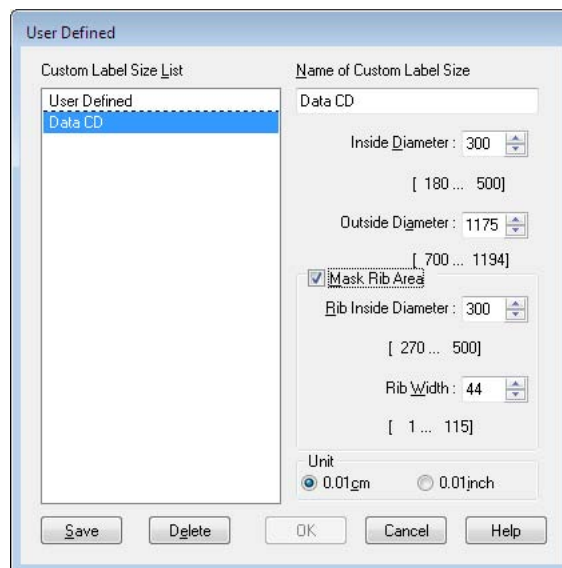 User Defined
Custom Label Size List
User Defined
Data CD
Name of Custom Label Size
Data CD
Inside Diameter : 300
[ 180 ... 500]
Outside Diameter : 1175
[ 700 ... 1194]
Mask Rib Area
Rib Inside Diameter : 300
[ 270 ... 500]
Rib Width : 44
[ 1 ... 115]
Unit
0.01cm 0.01inch
Save Delete OK Cancel Help